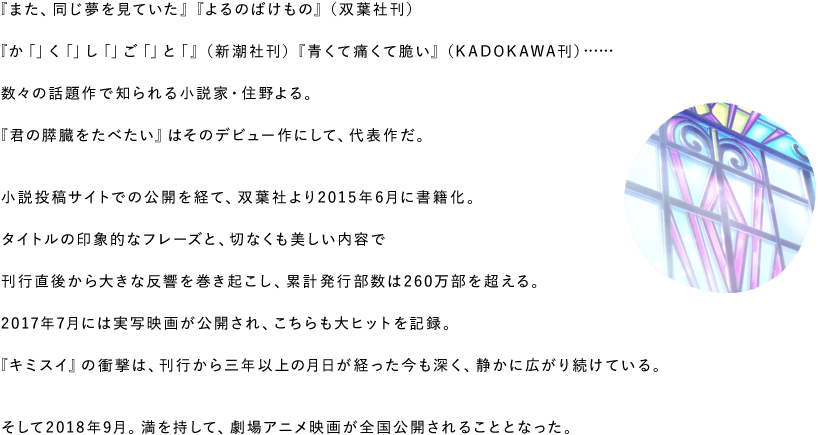 『また、同じ夢を見ていた』『よるのばけもの』（双葉社刊）
『か「」く「」し「」ご「」と「』（新潮社刊）『青くて痛くて脆い』（KADOKAWA刊）……
数々の話題作で知られる小説家・住野よる。
『君の膵臓をたべたい』はそのデビュー作にして、代表作だ。
小説投稿サイトでの公開を経て、双葉社より2015年6月に書籍化。
タイトルの印象的なフレーズと、切なくも美しい内容で
刊行直後から大きな反響を巻き起こし、累計発行部数は260万部を超える。
2017年7月には実写映画が公開され、こちらも大ヒットを記録。
『キミスイ』の衝撃は、刊行から三年以上の月日が経った今も深く、静かに広がり続けている。
そして2018年9月。満を持して、劇場アニメ映画が全国公開されることとなった。